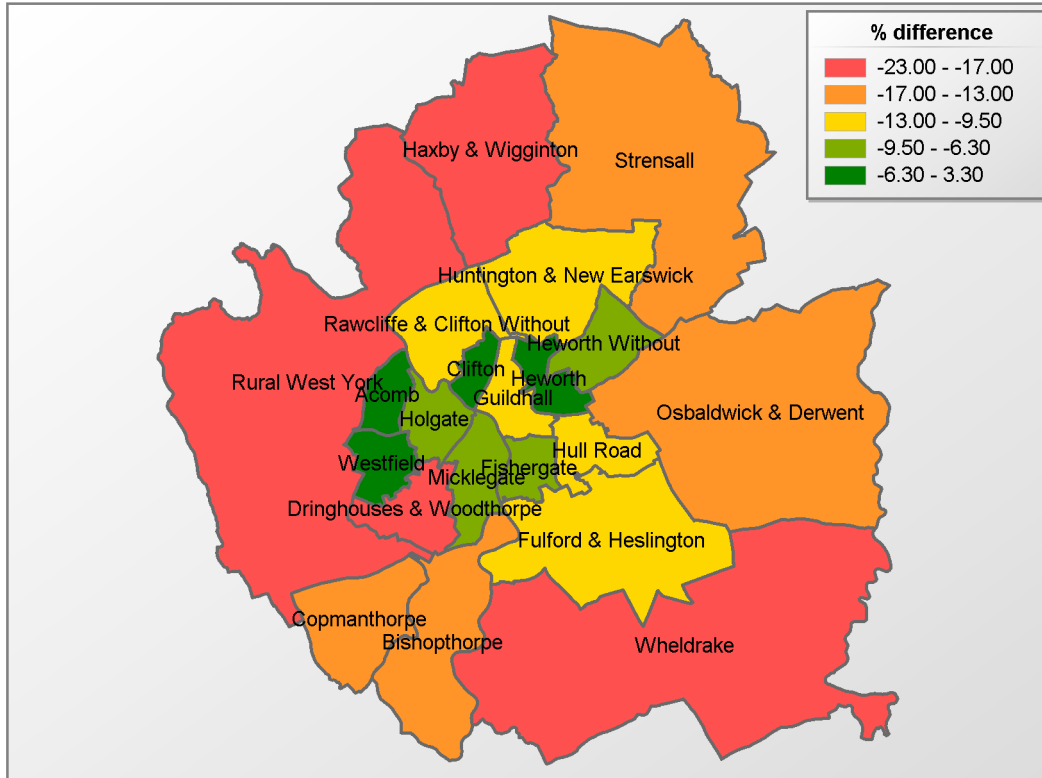 % difference
-23.00 - -17.00
-17.00 - -13.00
-13.00 - -9.50
-9.50 - -6.30
-6.30 - 3.30
Haxby & Wigginton
Strensall
Huntington & New Earswick
Rawcliffe & Clifton Without
Heworth Without
Clifton
Heworth
Rural West York
Acomb
Guildhall
Osbaldwick & Derwent
Holgate
Hull Road
Westfield
Fishergate
Micklegate
Dringhouses & Woodthorpe
Fulford & Heslington
Copmanthorpe
Bishopthorpe
Wheldrake